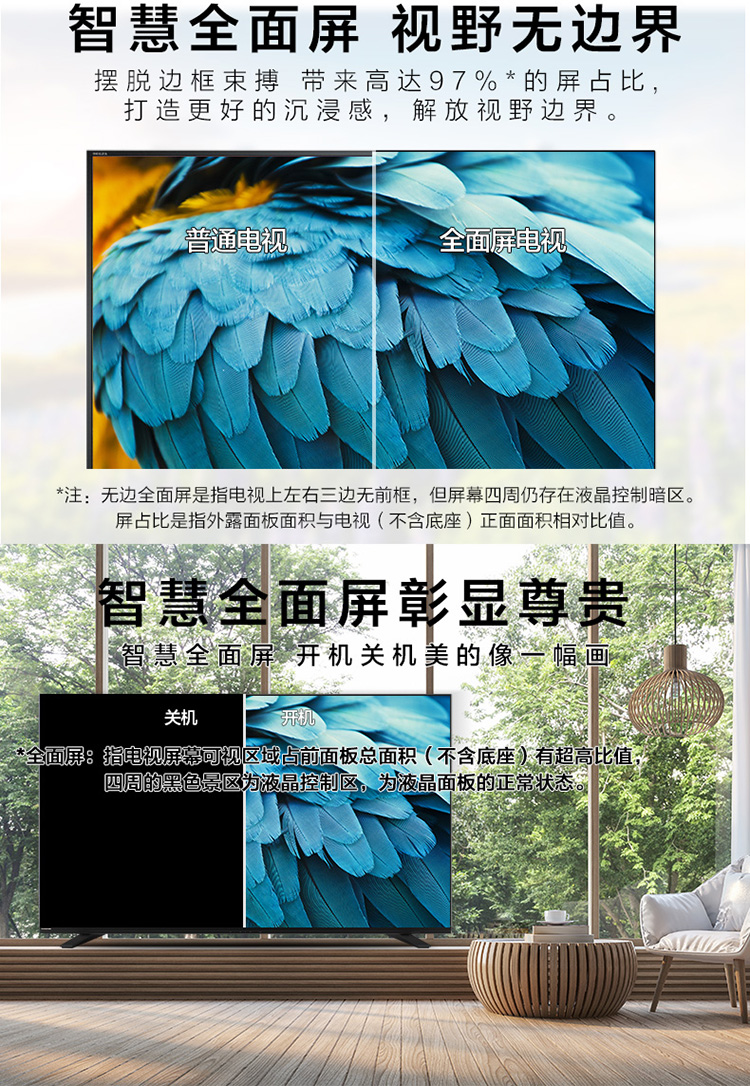 智慧全面屏 视野无边界
摆脱边框束搏 带来高达97%*的屏占比，
打造更好的沉浸感，解放视野边界。
普通电视
全面屏电视
*注：无边全面屏是指电视上左右三边无前框，但屏幕四周仍存在液晶控制暗区。
屏占比是指外露面板面积与电视（不含底座）正面面积相对比值。
智慧全面屏彰显尊贵
智慧全面屏 开机关机美的像一幅画
关机
开机
*全面屏：指电视屏幕可视区域占前面板总面积（不含底座）有超高比值，
四周的黑色景区为液晶控制区，为液晶面板的正常状态。